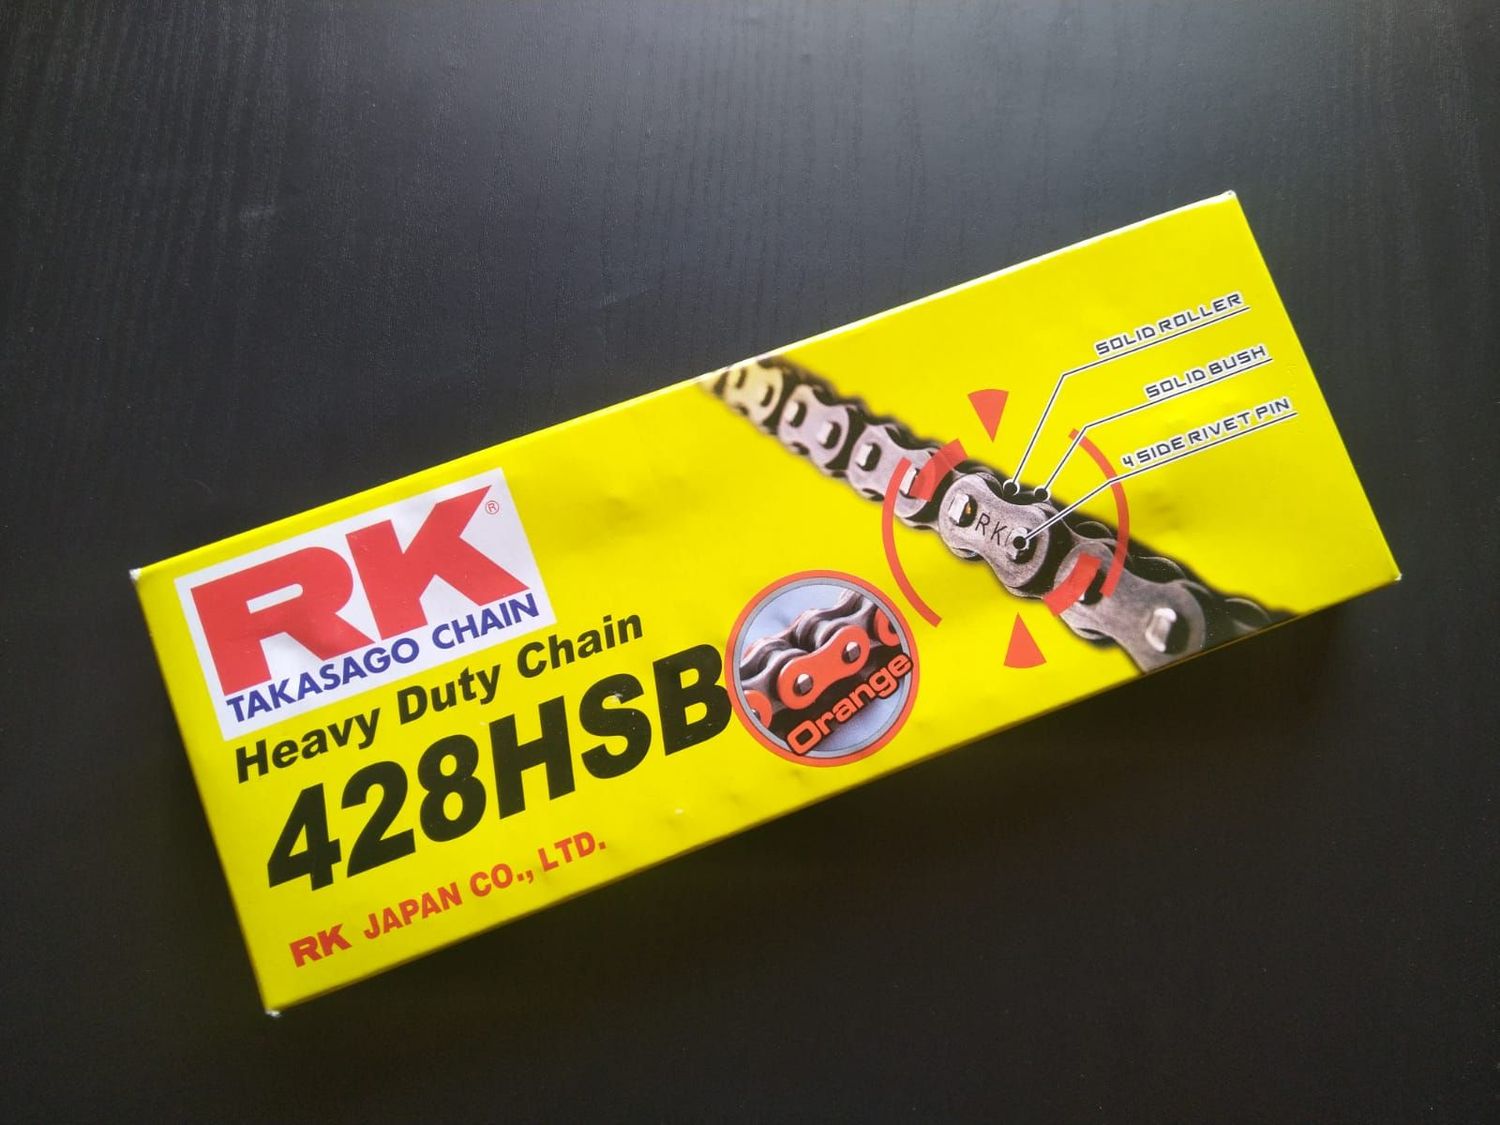 RK®
TAKASAGO CHAIN
Heavy Duty Chain
428HSB
Orange
RK JAPAN CO., LTD.
SOLID ROLLER
SOLID BUSH
4 SIDE RIVET PIN
RK